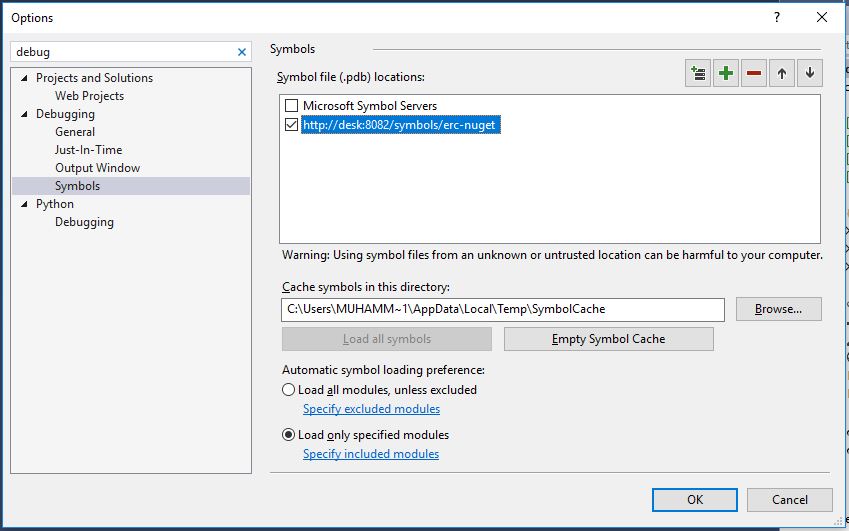 Options
?
debug
Projects and Solutions
Web Projects
Debugging
General
Just-In-Time
Output Window
Symbols
Python
Debugging
Symbols
Symbol file (.pdb) locations:
Microsoft Symbol Servers
http://desk:8082/symbols/erc-nuget
Warning: Using symbol files from an unknown or untrusted location can be harmful to your computer.
Cache symbols in this directory:
C:\Users\MUHAMM~1\AppData\Local\Temp\SymbolCache
Browse...
Load all symbols
Empty Symbol Cache
Automatic symbol loading preference:
Load all modules, unless excluded
Specify excluded modules
Load only specified modules
Specify included modules
OK
Cancel